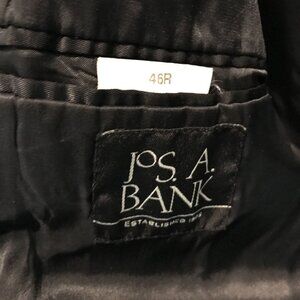 46R
JOS. A.
BANK
ESTABLISHED